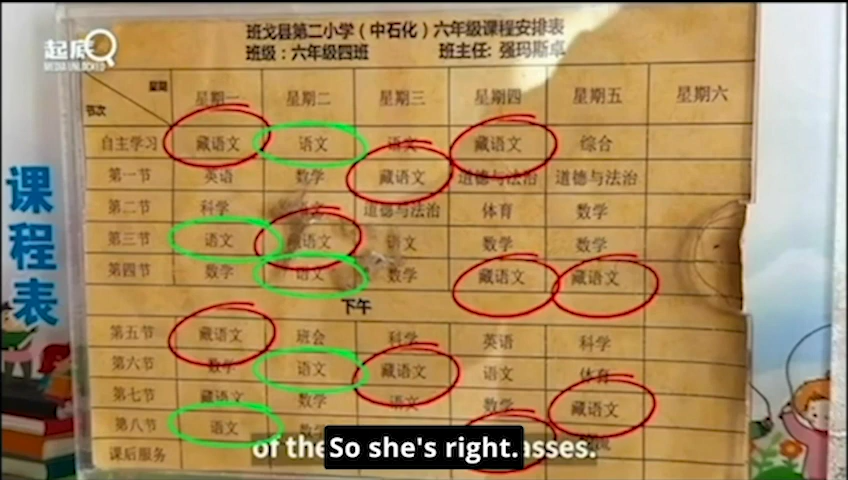 起底
MEDIA UNLOCKED
课程表
班戈县第二小学（中石化）六年级课程安排表
班级：六年级四班 班主任：强玛斯卓
星期 星期一 星期二 星期三 星期四 星期五 星期六
节次
自主学习 藏语文 语文 语文 藏语文 综合
第一节 英语 数学 藏语文 道德与法治 道德与法治
第二节 科学 道德与法治 体育 数学
第三节 语文 藏语文 语文 数学 数学
第四节 数学 语文 数学 藏语文 藏语文
下午
第五节 藏语文 班会 科学 英语 科学
第六节 数学 语文 藏语文 语文 体育
第七节 藏语文 数学 语文 数学 藏语文
第八节 语文 数学
课后服务
of the
So she's right.
asses.